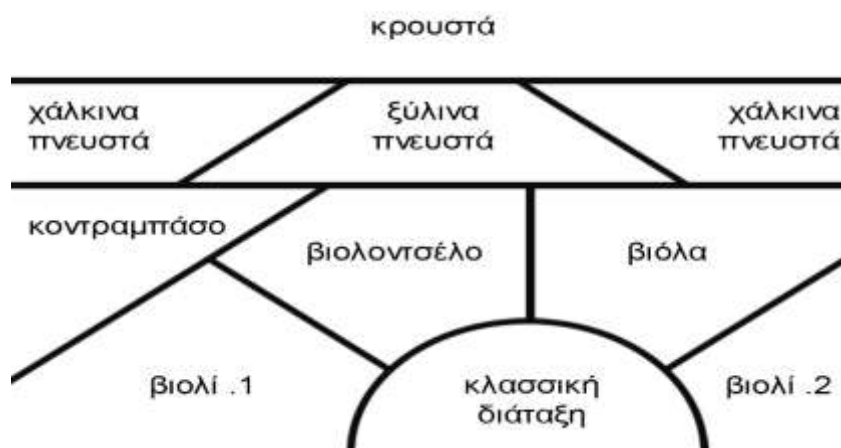 κρουστά
χάλκινα
πνευστά
ξύλινα
πνευστά
χάλκινα
πνευστά
κοντραμπάσο
βιολοντσέλο
βιόλα
βιολί .1
κλασσική
διάταξη
βιολί .2